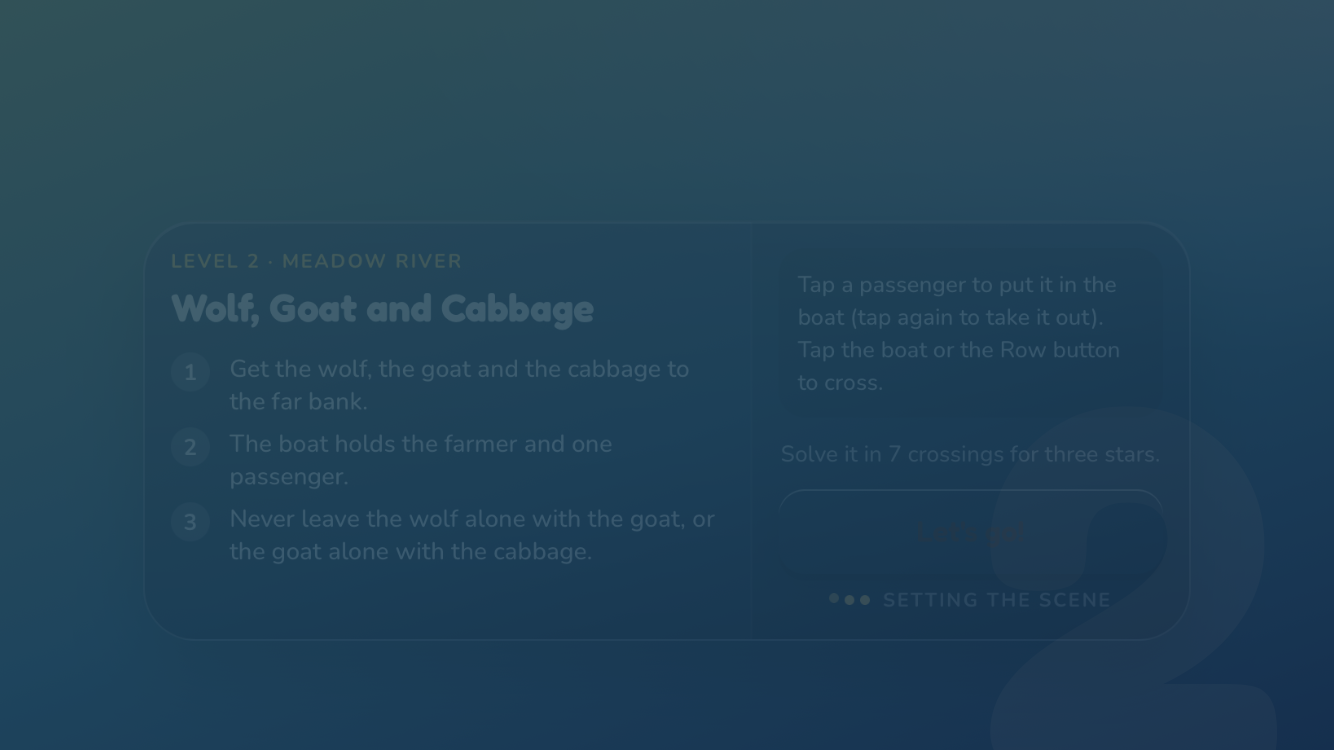 LEVEL 2 · MEADOW RIVER
Wolf, Goat and Cabbage
1 Get the wolf, the goat and the cabbage to
the far bank.
2 The boat holds the farmer and one
passenger.
3 Never leave the wolf alone with the goat, or
the goat alone with the cabbage.
Tap a passenger to put it in the
boat (tap again to take it out).
Tap the boat or the Row button
to cross.
Solve it in 7 crossings for three stars.
SETTING THE SCENE
2